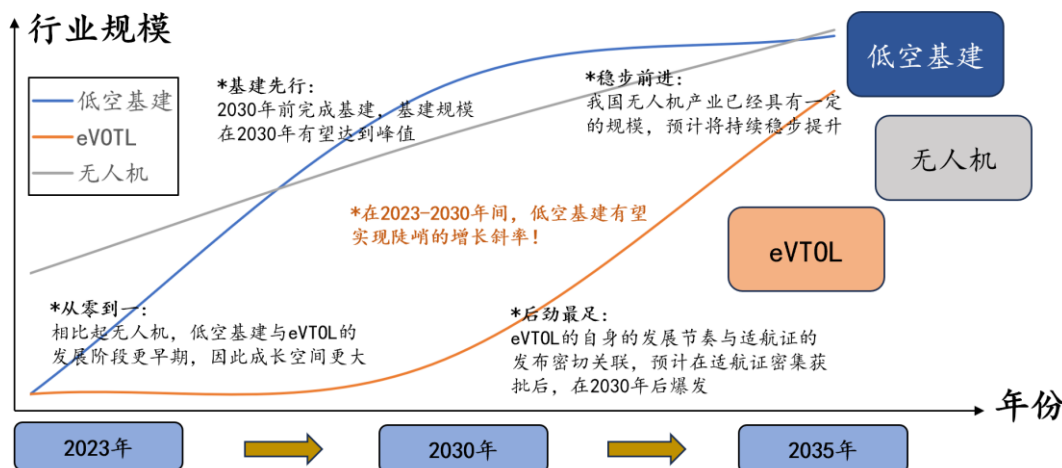 行业规模
低空基建
eVOTL
无人机
*基建先行:
2030年前完成基建, 基建规模
在2030年有望达到峰值
*稳步前进:
我国无人机产业已经具有一定
的规模, 预计将持续稳步提升
低空基建
无人机
eVTOL
*在2023-2030年间, 低空基建有望
实现陡峭的增长斜率!
*从零到一:
相比起无人机, 低空基建与eVTOL的
发展阶段更早期, 因此成长空间更大
*后劲最足:
eVTOL的自身的发展节奏与适航证的
发布密切关联, 预计在适航证密集获
批后, 在2030年后爆发
年份
2023年
2030年
2035年